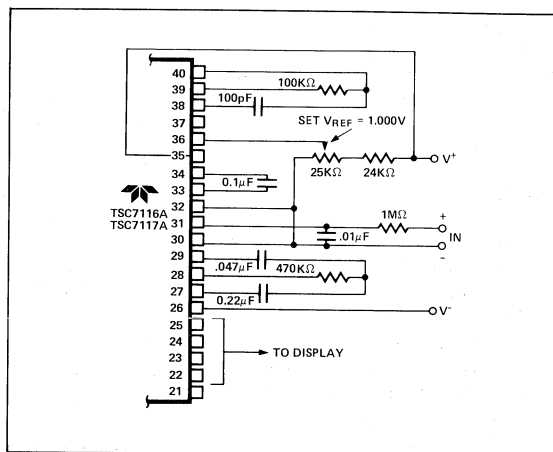 40
39
38
37
36
35
34
33
32
31
30
29
28
27
26
25
24
23
22
21
100KΩ
100pF
SET VREF = 1.000V
25KΩ
24KΩ
V+
0.1µF
TSC7116A
TSC7117A
1MΩ
+
IN
-
.01µF
.047µF
470KΩ
0.22µF
V-
TO DISPLAY